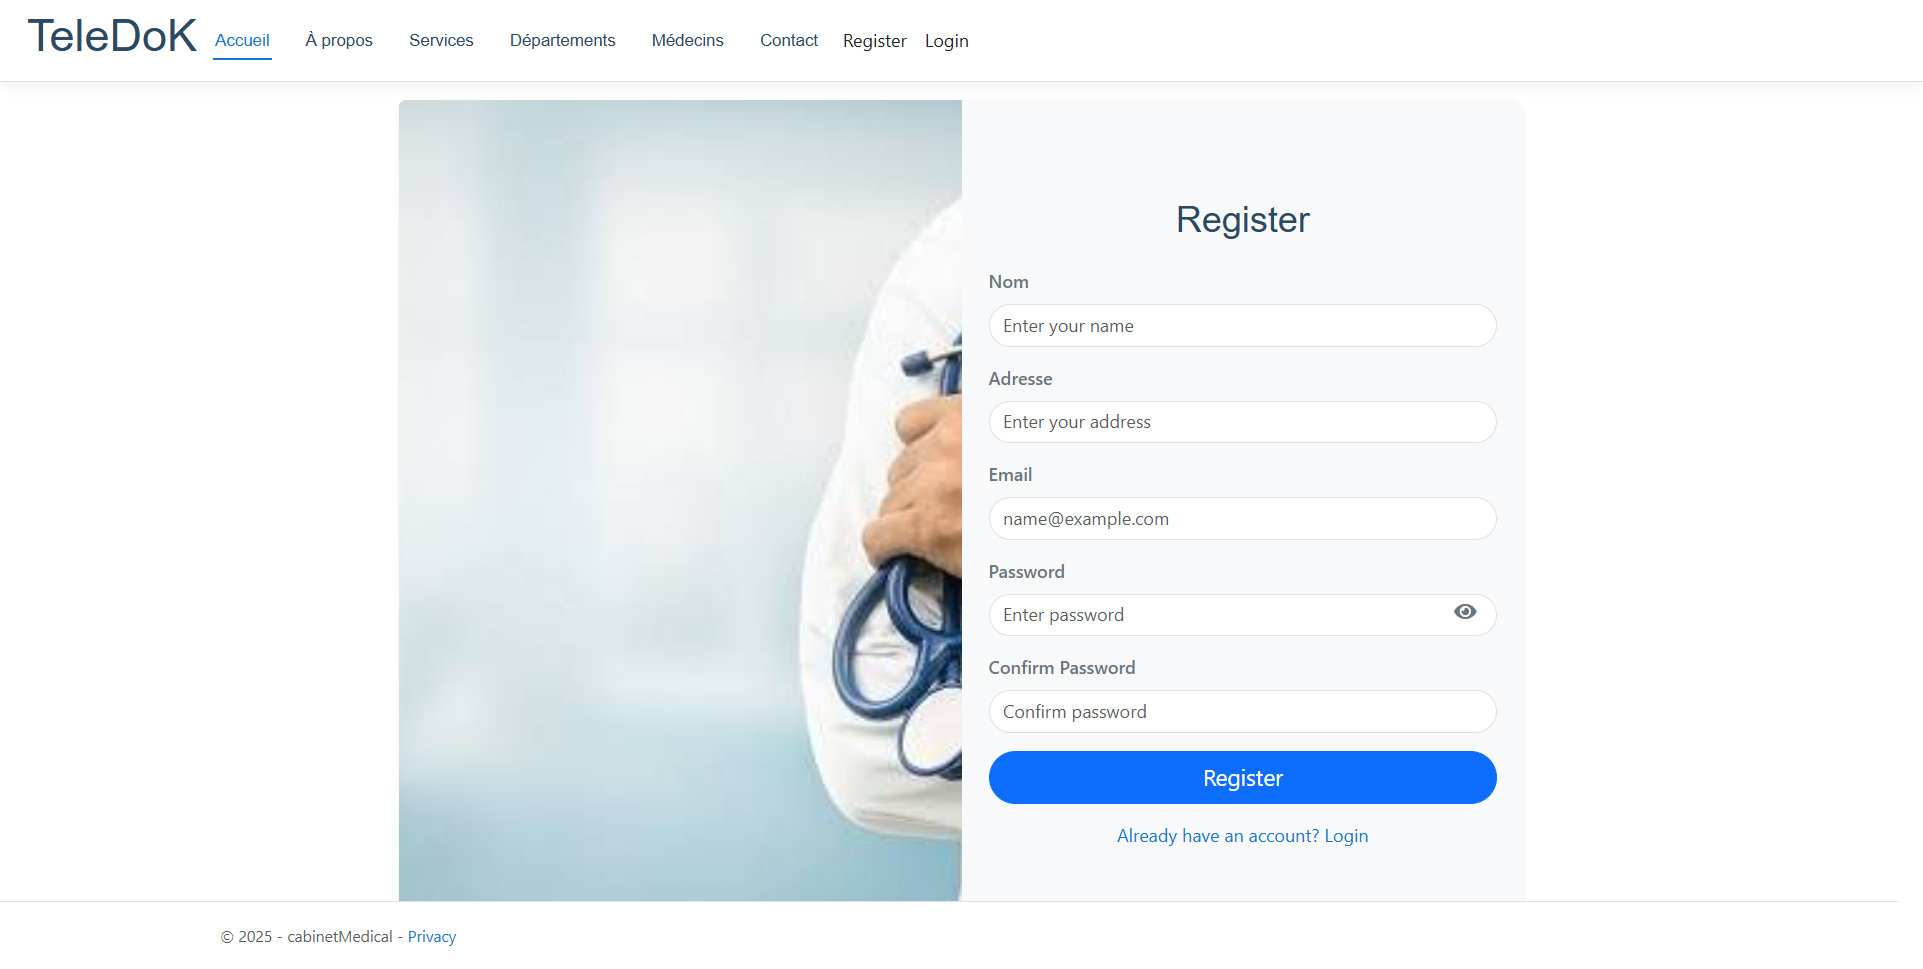 TeleDoK Accueil À propos Services Départements Médecins Contact Register Login
Register
Nom
Enter your name
Adresse
Enter your address
Email
name@example.com
Password
Enter password
Confirm Password
Confirm password
Register
Already have an account? Login
© 2025 - cabinetMedical - Privacy